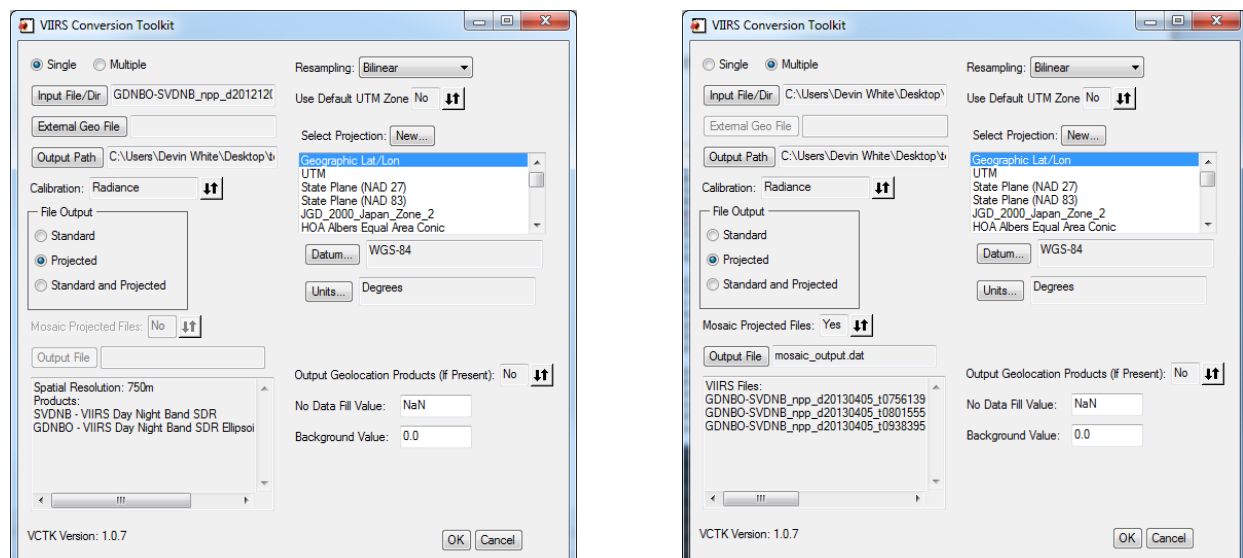 VIIRS Conversion Toolkit
Single Multiple
Input File/Dir GDNBO-SVDNB_npp_d2012120
External Geo File
Output Path C:\Users\Devin White\Desktop\t
Calibration: Radiance
File Output
Standard
Projected
Standard and Projected
Mosaic Projected Files: No
Output File
Spatial Resolution: 750m
Products:
SVDNB - VIIRS Day Night Band SDR
GDNBO - VIIRS Day Night Band SDR Ellipsoi
VCTK Version: 1.0.7
Resampling: Bilinear
Use Default UTM Zone No
Select Projection: New...
Geographic Lat/Lon
UTM
State Plane (NAD 27)
State Plane (NAD 83)
JGD_2000_Japan_Zone_2
HOA Albers Equal Area Conic
Datum... WGS-84
Units... Degrees
Output Geolocation Products (If Present): No
No Data Fill Value: NaN
Background Value: 0.0
OK Cancel
VIIRS Conversion Toolkit
Single Multiple
Input File/Dir C:\Users\Devin White\Desktop\
External Geo File
Output Path C:\Users\Devin White\Desktop\t
Calibration: Radiance
File Output
Standard
Projected
Standard and Projected
Mosaic Projected Files: Yes
Output File mosaic_output.dat
VIIRS Files:
GDNBO-SVDNB_npp_d20130405_t0756139
GDNBO-SVDNB_npp_d20130405_t0801555
GDNBO-SVDNB_npp_d20130405_t0938395
VCTK Version: 1.0.7
Resampling: Bilinear
Use Default UTM Zone No
Select Projection: New...
Geographic Lat/Lon
UTM
State Plane (NAD 27)
State Plane (NAD 83)
JGD_2000_Japan_Zone_2
HOA Albers Equal Area Conic
Datum... WGS-84
Units... Degrees
Output Geolocation Products (If Present): No
No Data Fill Value: NaN
Background Value: 0.0
OK Cancel